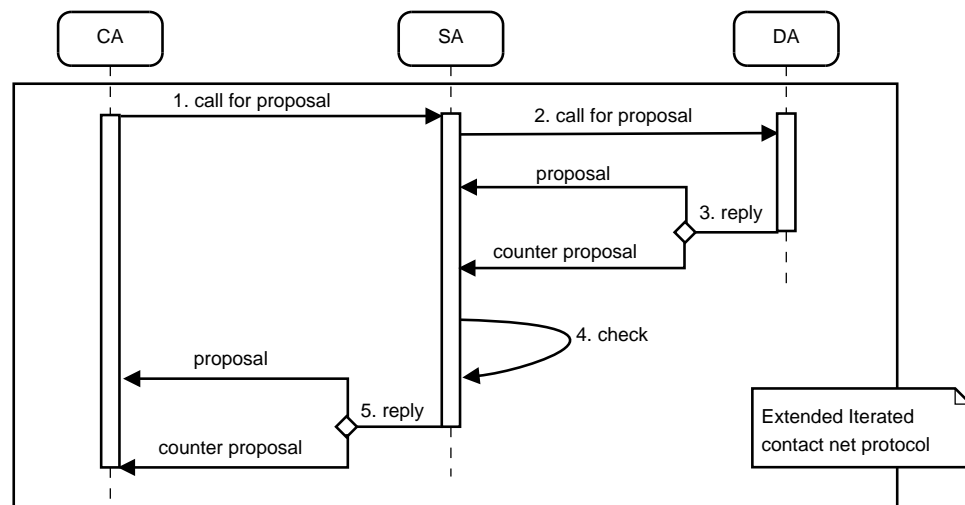 CA
SA
DA
1. call for proposal
2. call for proposal
proposal
3. reply
counter proposal
4. check
proposal
5. reply
counter proposal
Extended Iterated
contact net protocol